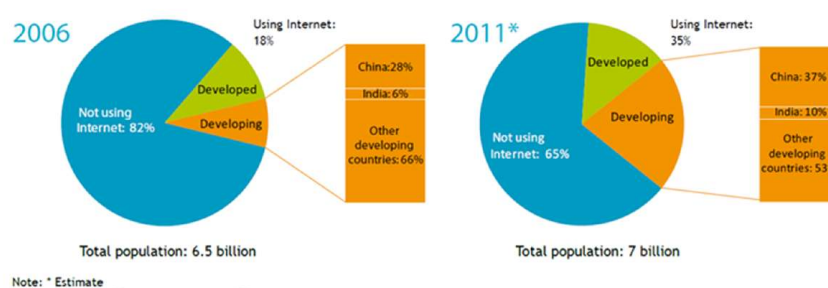 2006
Using Internet:
18%
Developed
Developing
Not using
Internet: 82%
China:28%
India: 6%
Other
developing
countries: 66%
Total population: 6.5 billion
2011*
Using Internet:
35%
Developed
Developing
Not using
Internet: 65%
China: 37%
India: 10%
Other
developing
countries: 53
Total population: 7 billion
Note: * Estimate